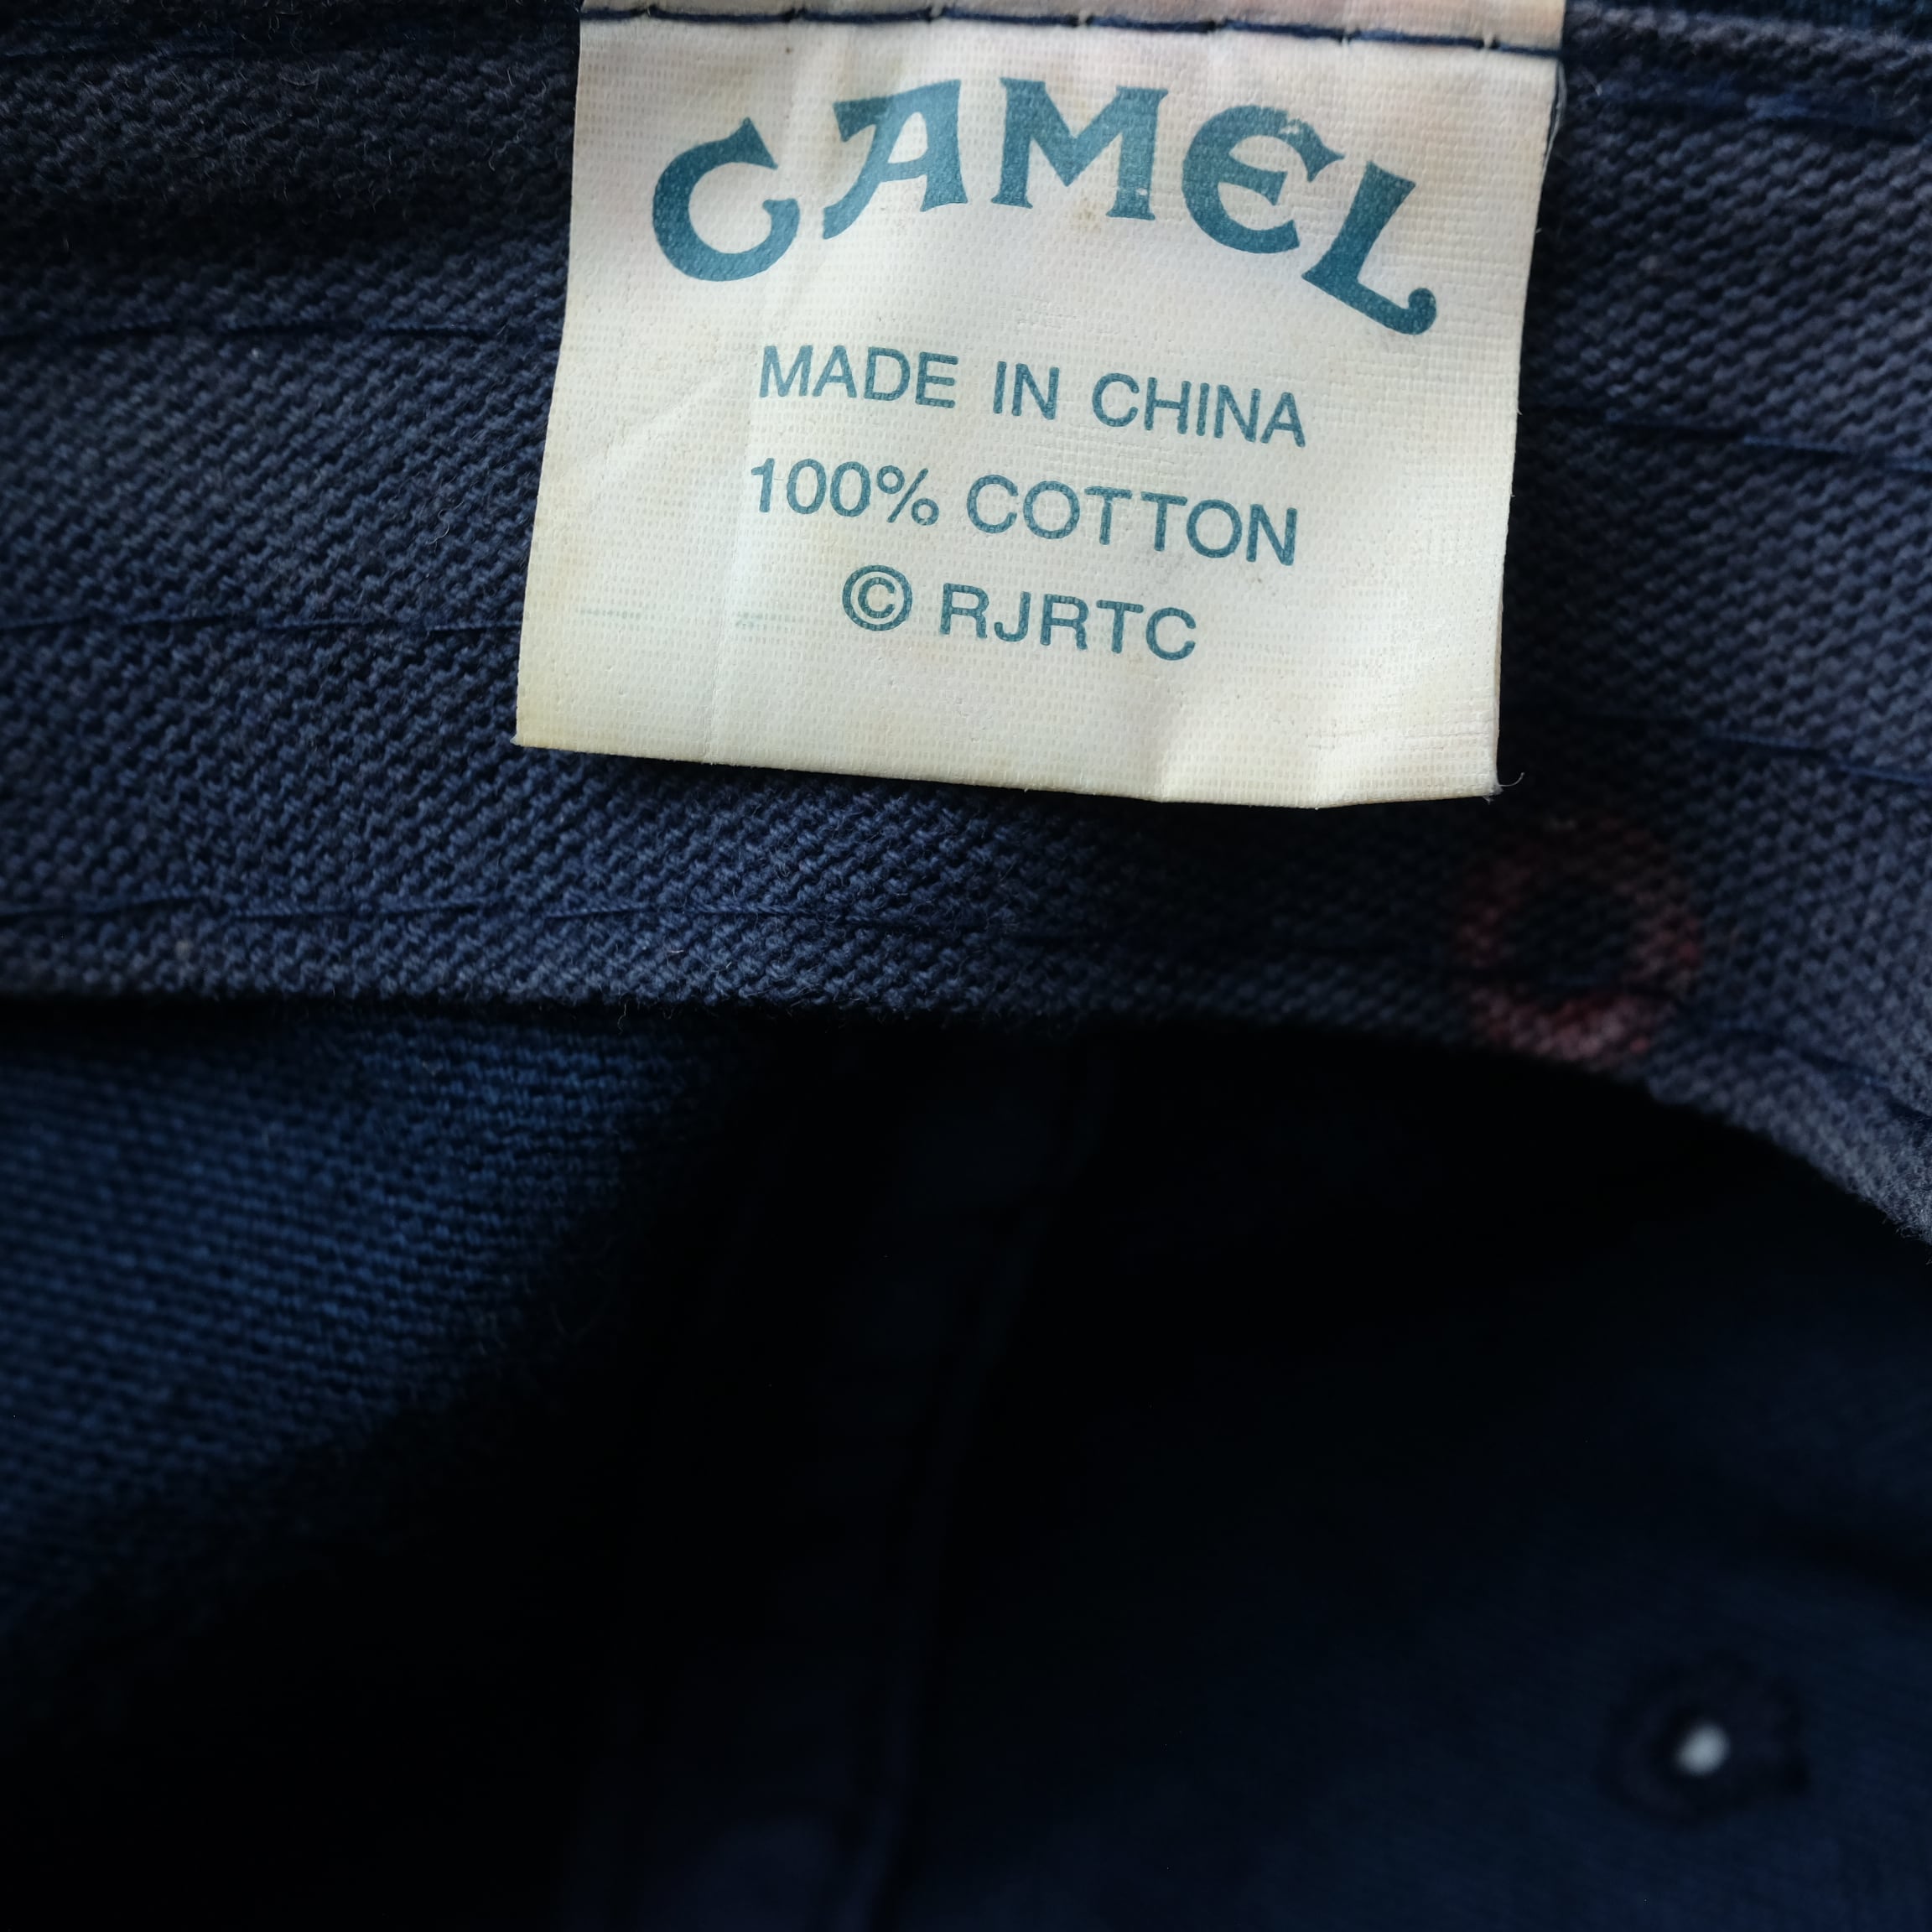 CAMEL
MADE IN CHINA
100% COTTON
© RJRTC